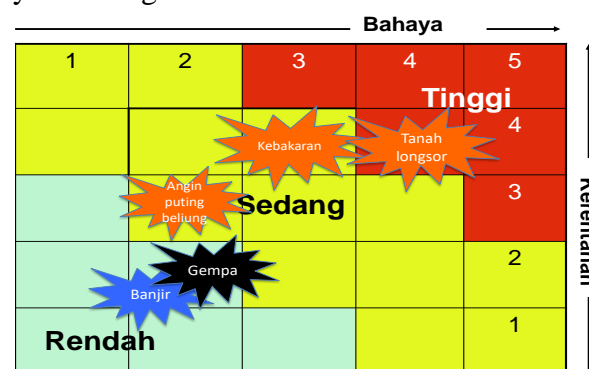 Bahaya
1 2 3 4 5
Tinggi
4
Kebakaran
Tanah
longsor
3
Angin
puting
beliung
Sedang
Kerentanan
2
Gempa
Banjir
1
Rendah